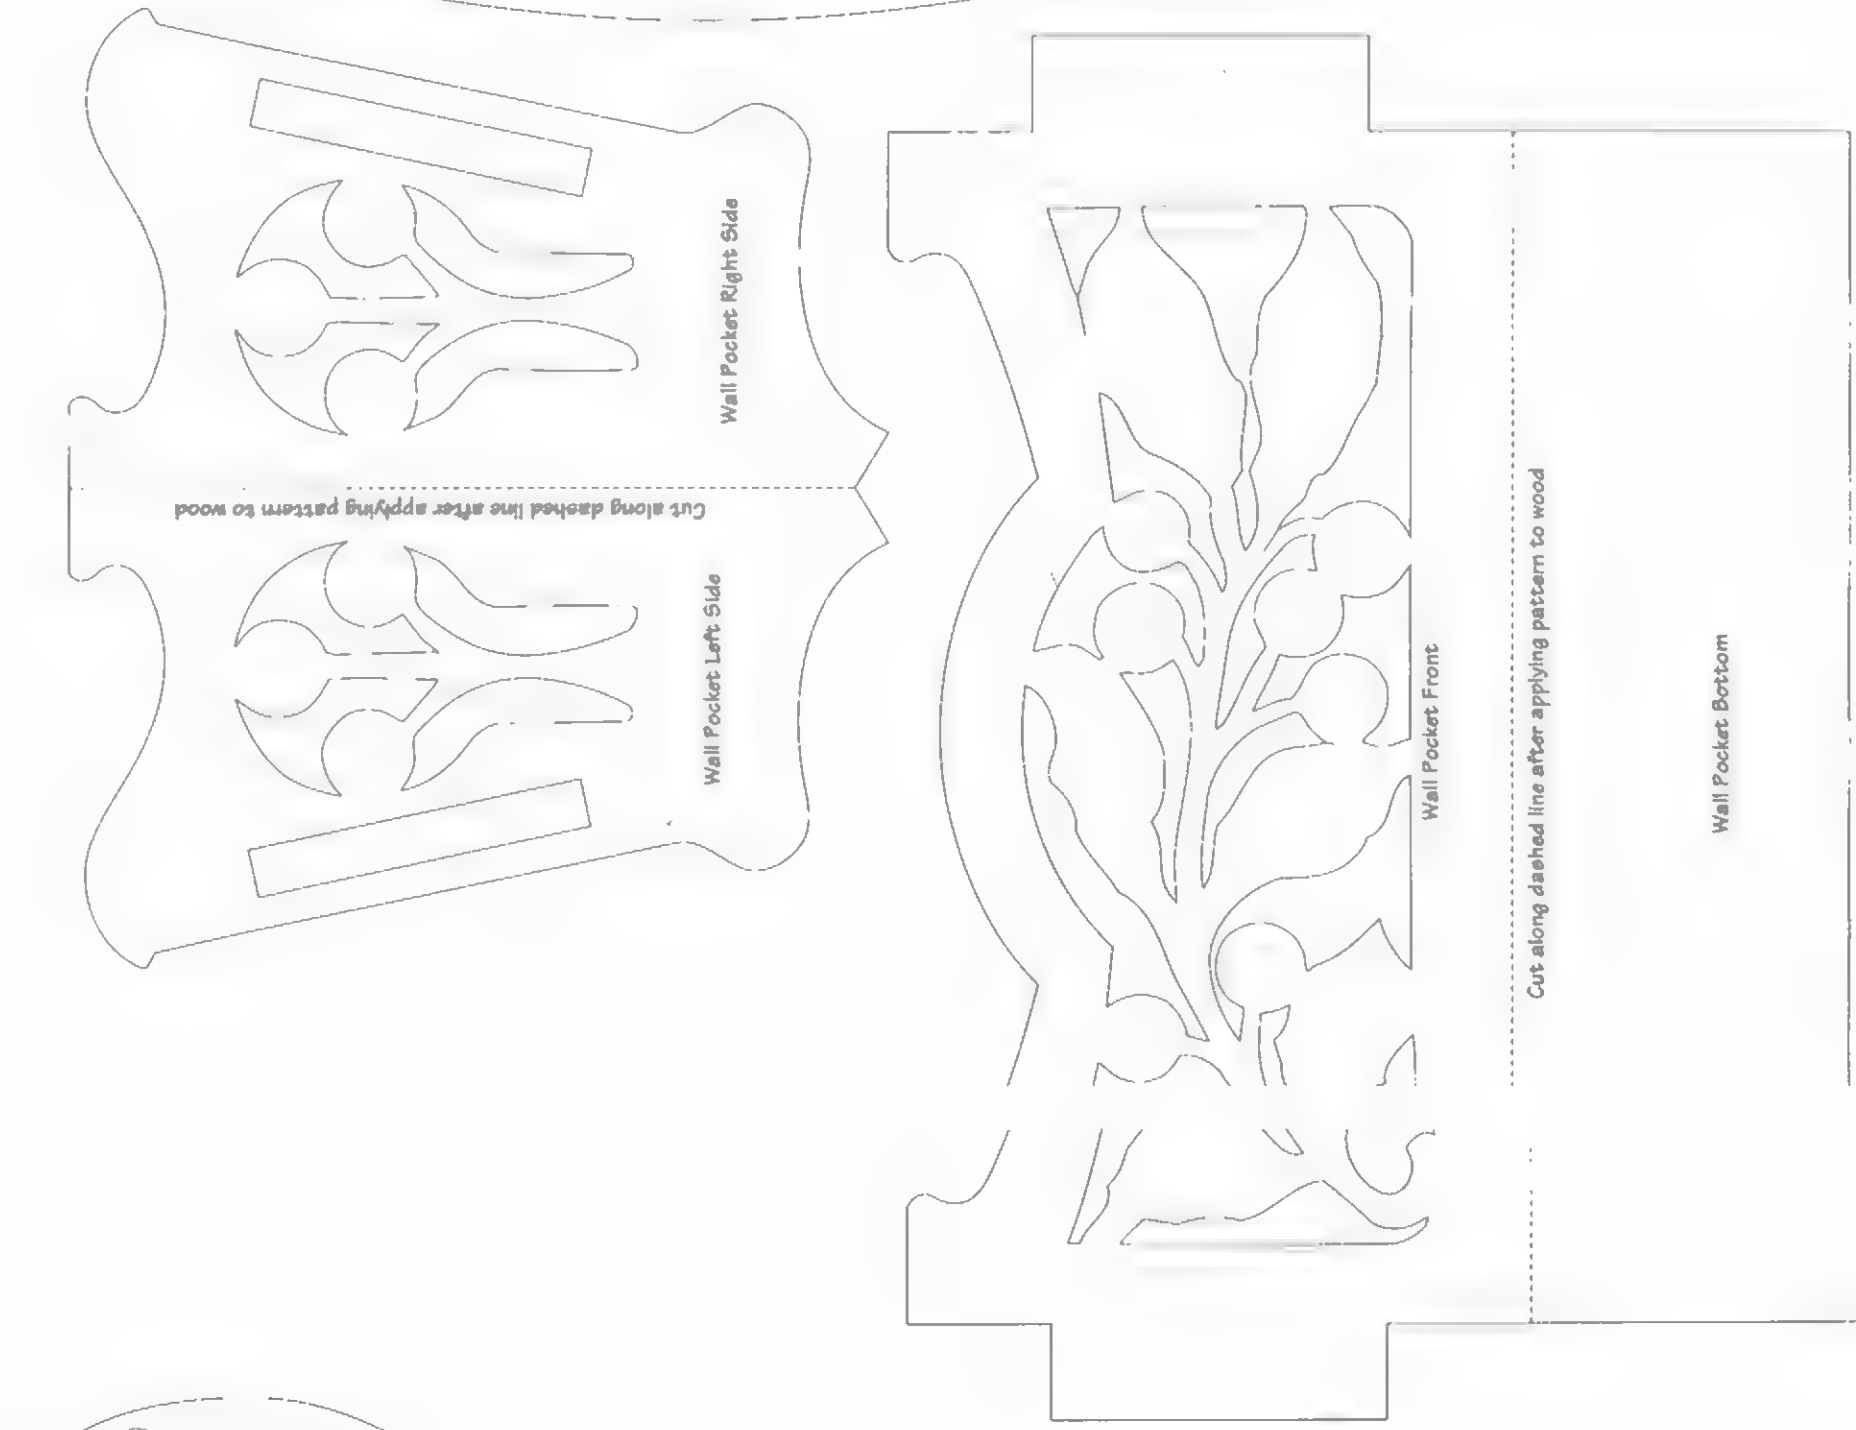 Wall Pocket Right Side
Cut along dashed line after applying pattern to wood
Wall Pocket Left Side
Wall Pocket Front
Cut along dashed line after applying pattern to wood
Wall Pocket Bottom